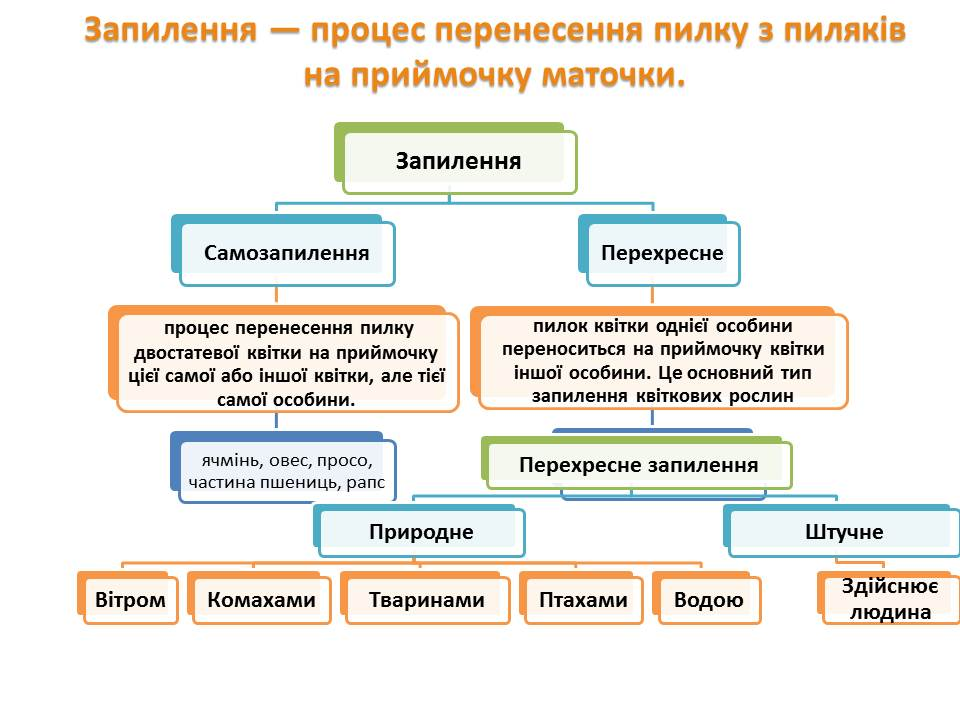 Запилення — процес перенесення пилку з пиляків
на приймочку маточки.
Запилення
Самозапилення
Перехресне
процес перенесення пилку
двостатевої квітки на приймочку
цієї самої або іншої квітки, але тієї
самої особини.
пилок квітки однієї особини
переноситься на приймочку квітки
іншої особини. Це основний тип
запилення квіткових рослин
ячмінь, овес, просо,
частина пшениць, рапс
Перехресне запилення
Природне
Штучне
Вітром
Комахами
Тваринами
Птахами
Водою
Здійснює
людина